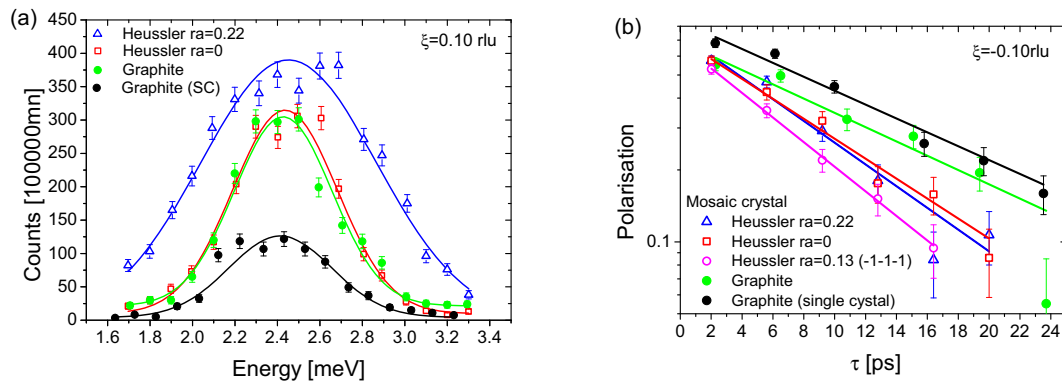 (a)
ξ=0.10 rlu
Heussler ra=0.22
Heussler ra=0
Graphite
Graphite (SC)
Counts [100000mn]
450
400
350
300
250
200
150
100
50
0
1.4 1.6 1.8 2.0 2.2 2.4 2.6 2.8 3.0 3.2 3.4
Energy [meV]
(b)
ξ=-0.10rlu
Polarisation
0.1
Mosaic crystal
Heussler ra=0.22
Heussler ra=0
Heussler ra=0.13 (-1-1-1)
Graphite
Graphite (single cystal)
0 2 4 6 8 10 12 14 16 18 20 22 24
τ [ps]